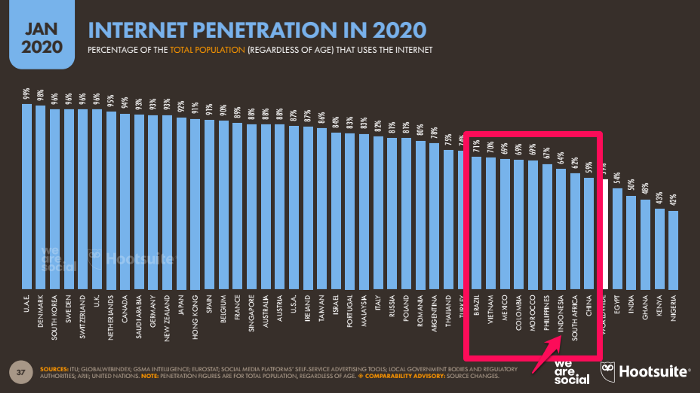 JAN
2020
INTERNET PENETRATION IN 2020
PERCENTAGE OF THE TOTAL POPULATION (REGARDLESS OF AGE) THAT USES THE INTERNET
99% 98% 96% 96% 96% 96% 95% 94% 93% 93% 93% 92% 91% 91% 90% 89% 88% 88% 88% 87% 87% 86% 84% 83% 83% 82% 81% 81% 80% 78% 75% 74% 71% 70% 69% 69% 69% 67% 64% 62% 59% 54% 50% 48% 43% 42%
we
are
social
Hootsuite
U.A.E. DENMARK SOUTH KOREA SWEDEN SWITZERLAND U.K. NETHERLANDS CANADA SAUDI ARABIA GERMANY NEW ZEALAND JAPAN HONG KONG SPAIN BELGIUM FRANCE SINGAPORE AUSTRALIA AUSTRIA U.S.A. IRELAND TAIWAN ISRAEL PORTUGAL MALAYSIA ITALY RUSSIA POLAND ROMANIA ARGENTINA THAILAND TURKEY BRAZIL VIETNAM MEXICO COLOMBIA MOROCCO PHILIPPINES INDONESIA SOUTH AFRICA CHINA WORLDWIDE EGYPT INDIA GHANA KENYA NIGERIA
37
SOURCES: ITU; GLOBALWEBINDEX; GSMA INTELLIGENCE; EUROSTAT; SOCIAL MEDIA PLATFORMS' SELF-SERVICE ADVERTISING TOOLS; LOCAL GOVERNMENT BODIES AND REGULATORY
AUTHORITIES; APJII; UNITED NATIONS. NOTE: PENETRATION FIGURES ARE FOR TOTAL POPULATION, REGARDLESS OF AGE. COMPARABILITY ADVISORY: SOURCE CHANGES.
we
are
social
Hootsuite